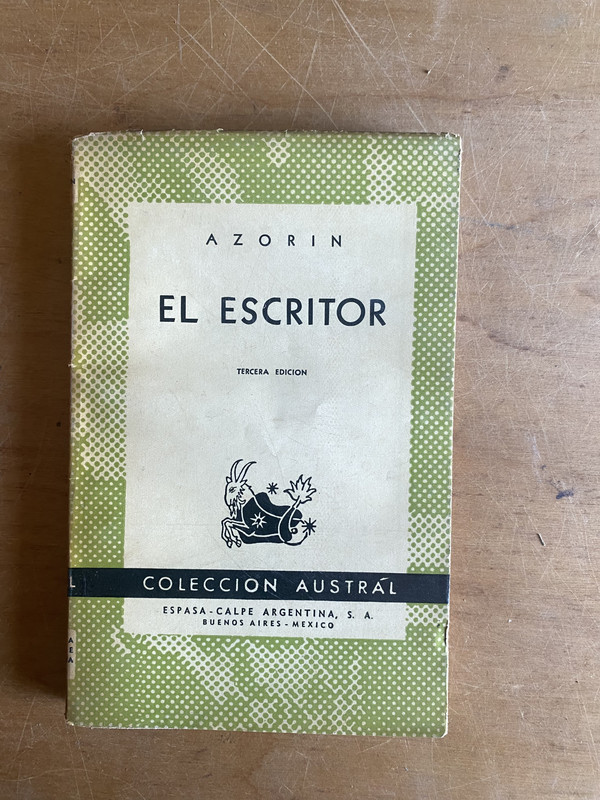 AZORIN
EL ESCRITOR
TERCERA EDICION
COLECCION AUSTRAL
ESPASA-CALPE ARGENTINA, S. A.
BUENOS AIRES - MEXICO